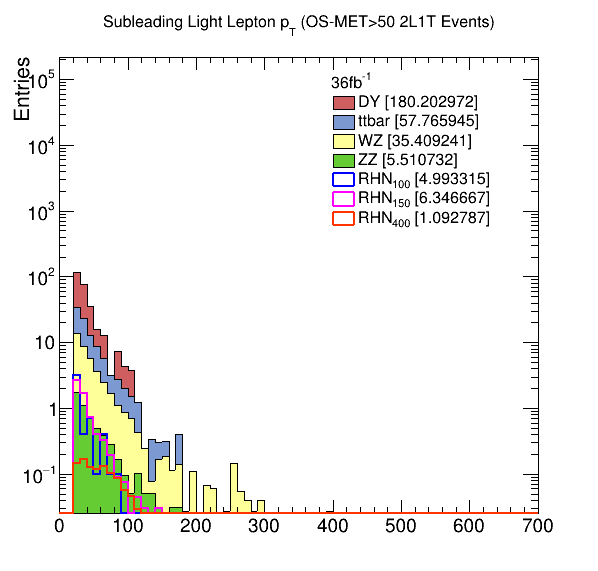 Subleading Light Lepton p_T (OS-MET>50 2L1T Events)
Entries
36fb^-1
DY [180.202972]
ttbar [57.765945]
WZ [35.409241]
ZZ [5.510732]
RHN_100 [4.993315]
RHN_150 [6.346667]
RHN_400 [1.092787]
10^5
10^4
10^3
10^2
10
1
10^-1
0 100 200 300 400 500 600 700